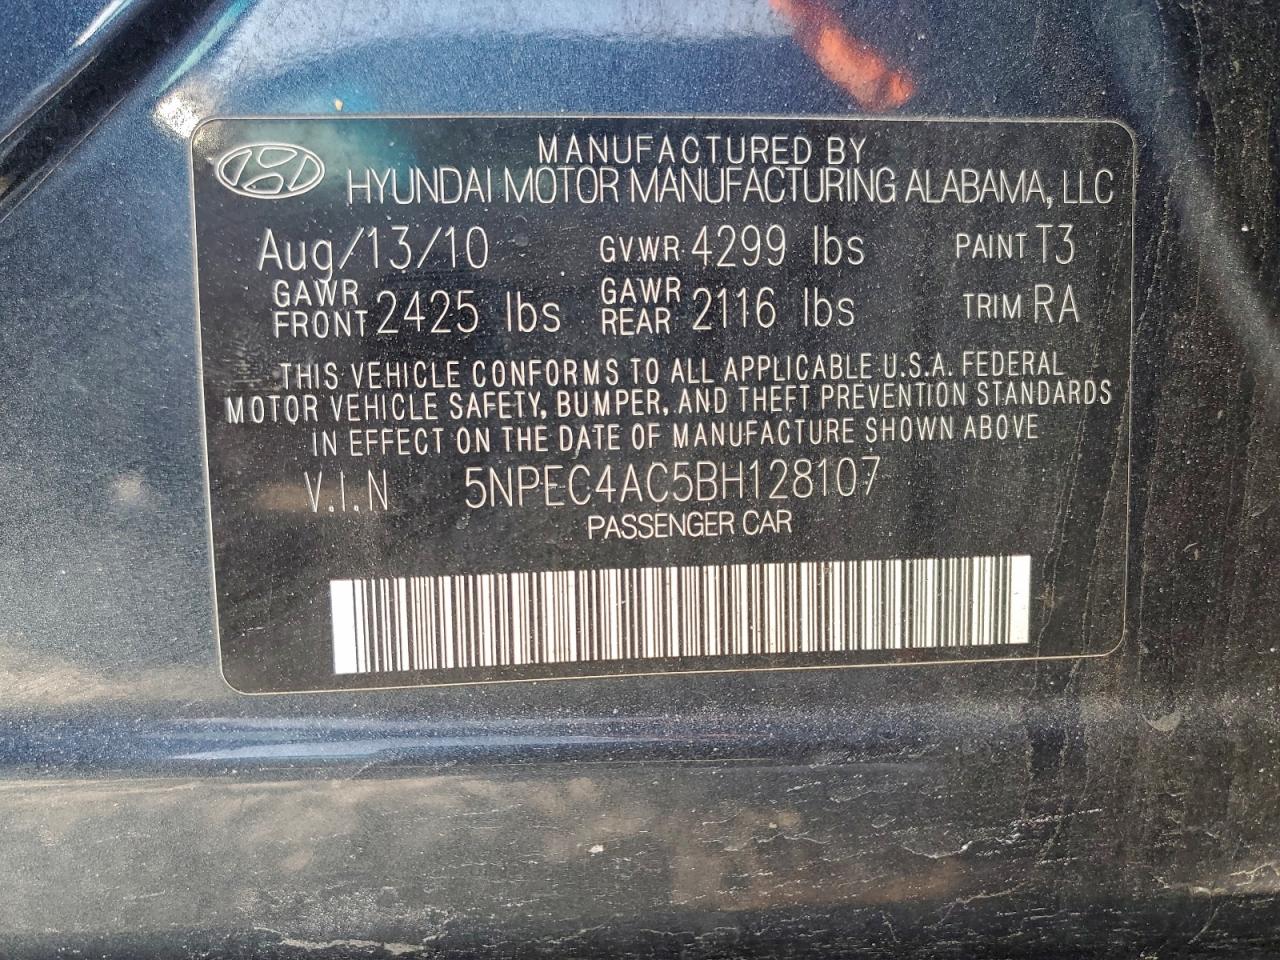 MANUFACTURED BY
HYUNDAI MOTOR MANUFACTURING ALABAMA, LLC
Aug/13/10 GVWR 4299 lbs PAINT T3
GAWR FRONT 2425 lbs GAWR REAR 2116 lbs TRIM RA
THIS VEHICLE CONFORMS TO ALL APPLICABLE U.S.A. FEDERAL
MOTOR VEHICLE SAFETY, BUMPER, AND THEFT PREVENTION STANDARDS
IN EFFECT ON THE DATE OF MANUFACTURE SHOWN ABOVE
V.I.N 5NPEC4AC5BH128107
PASSENGER CAR